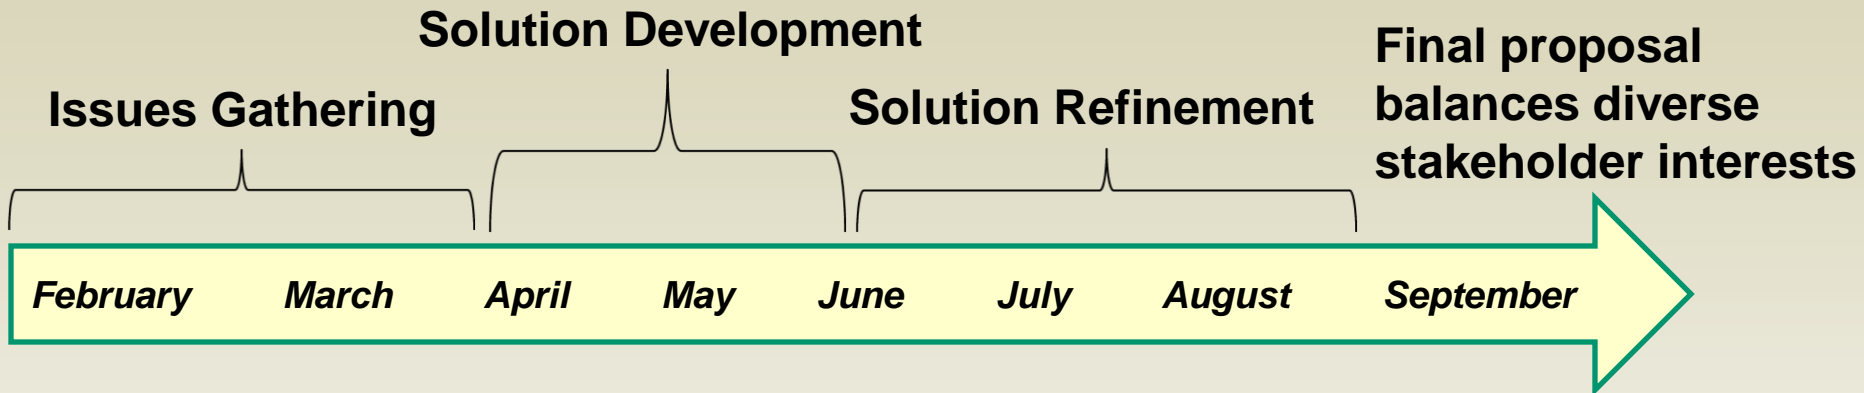 Solution Development
Issues Gathering
Solution Refinement
Final proposal
balances diverse
stakeholder interests
February March April May June July August September